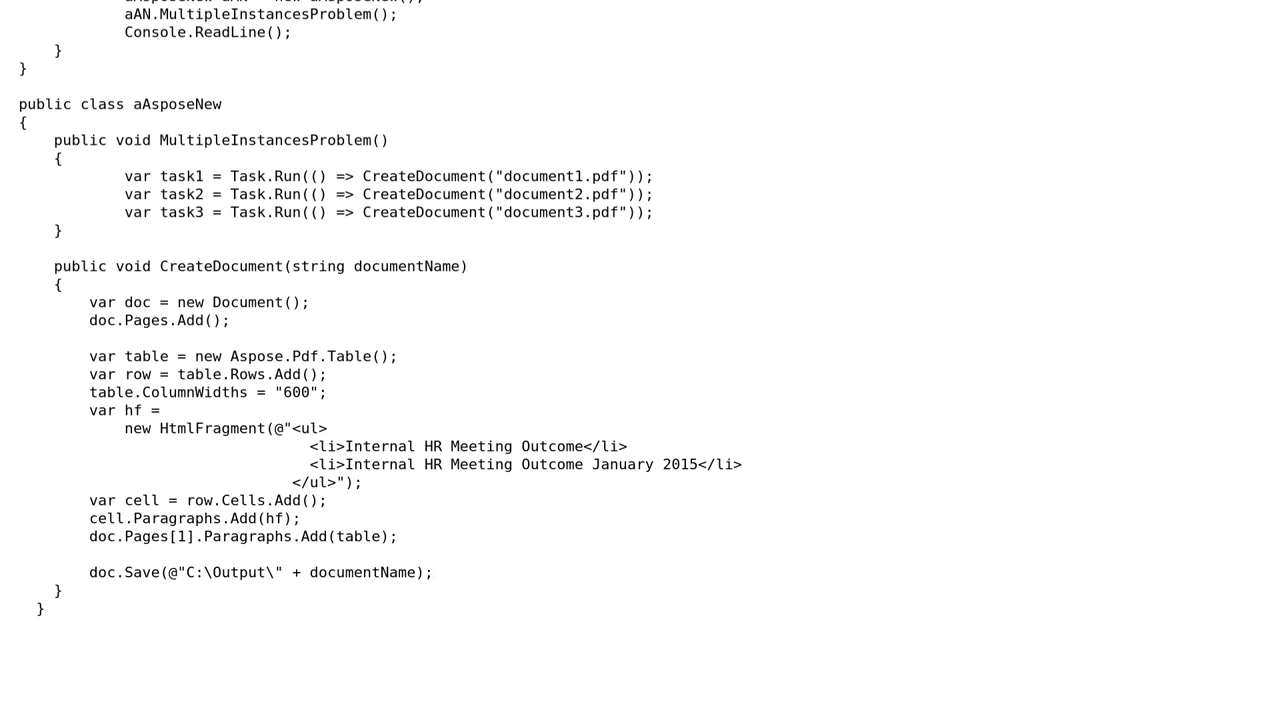 aAN.MultipleInstancesProblem();
Console.ReadLine();
}
}
public class aAsposeNew
{
public void MultipleInstancesProblem()
{
var task1 = Task.Run(() => CreateDocument("document1.pdf"));
var task2 = Task.Run(() => CreateDocument("document2.pdf"));
var task3 = Task.Run(() => CreateDocument("document3.pdf"));
}
public void CreateDocument(string documentName)
{
var doc = new Document();
doc.Pages.Add();
var table = new Aspose.Pdf.Table();
var row = table.Rows.Add();
table.ColumnWidths = "600";
var hf =
new HtmlFragment(@"<ul>
<li>Internal HR Meeting Outcome</li>
<li>Internal HR Meeting Outcome January 2015</li>
</ul>");
var cell = row.Cells.Add();
cell.Paragraphs.Add(hf);
doc.Pages[1].Paragraphs.Add(table);
doc.Save(@"C:\Output\" + documentName);
}
}